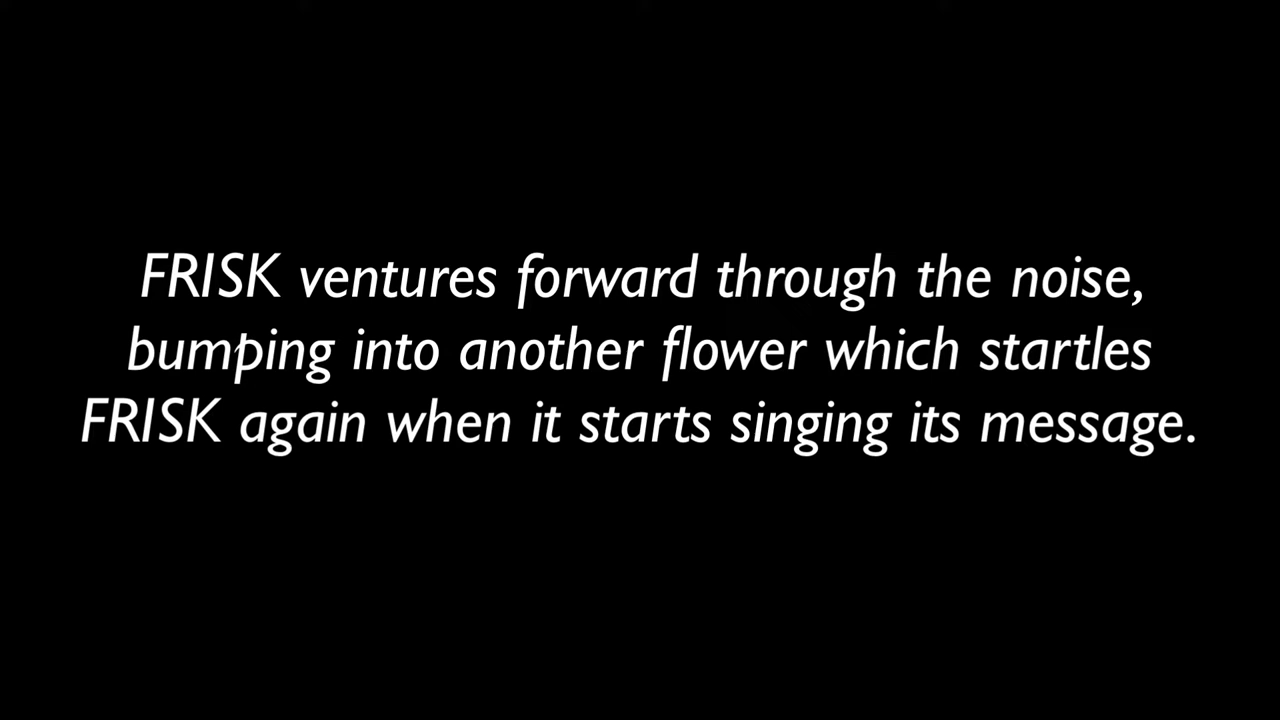 FRISK ventures forward through the noise,
bumping into another flower which startles
FRISK again when it starts singing its message.